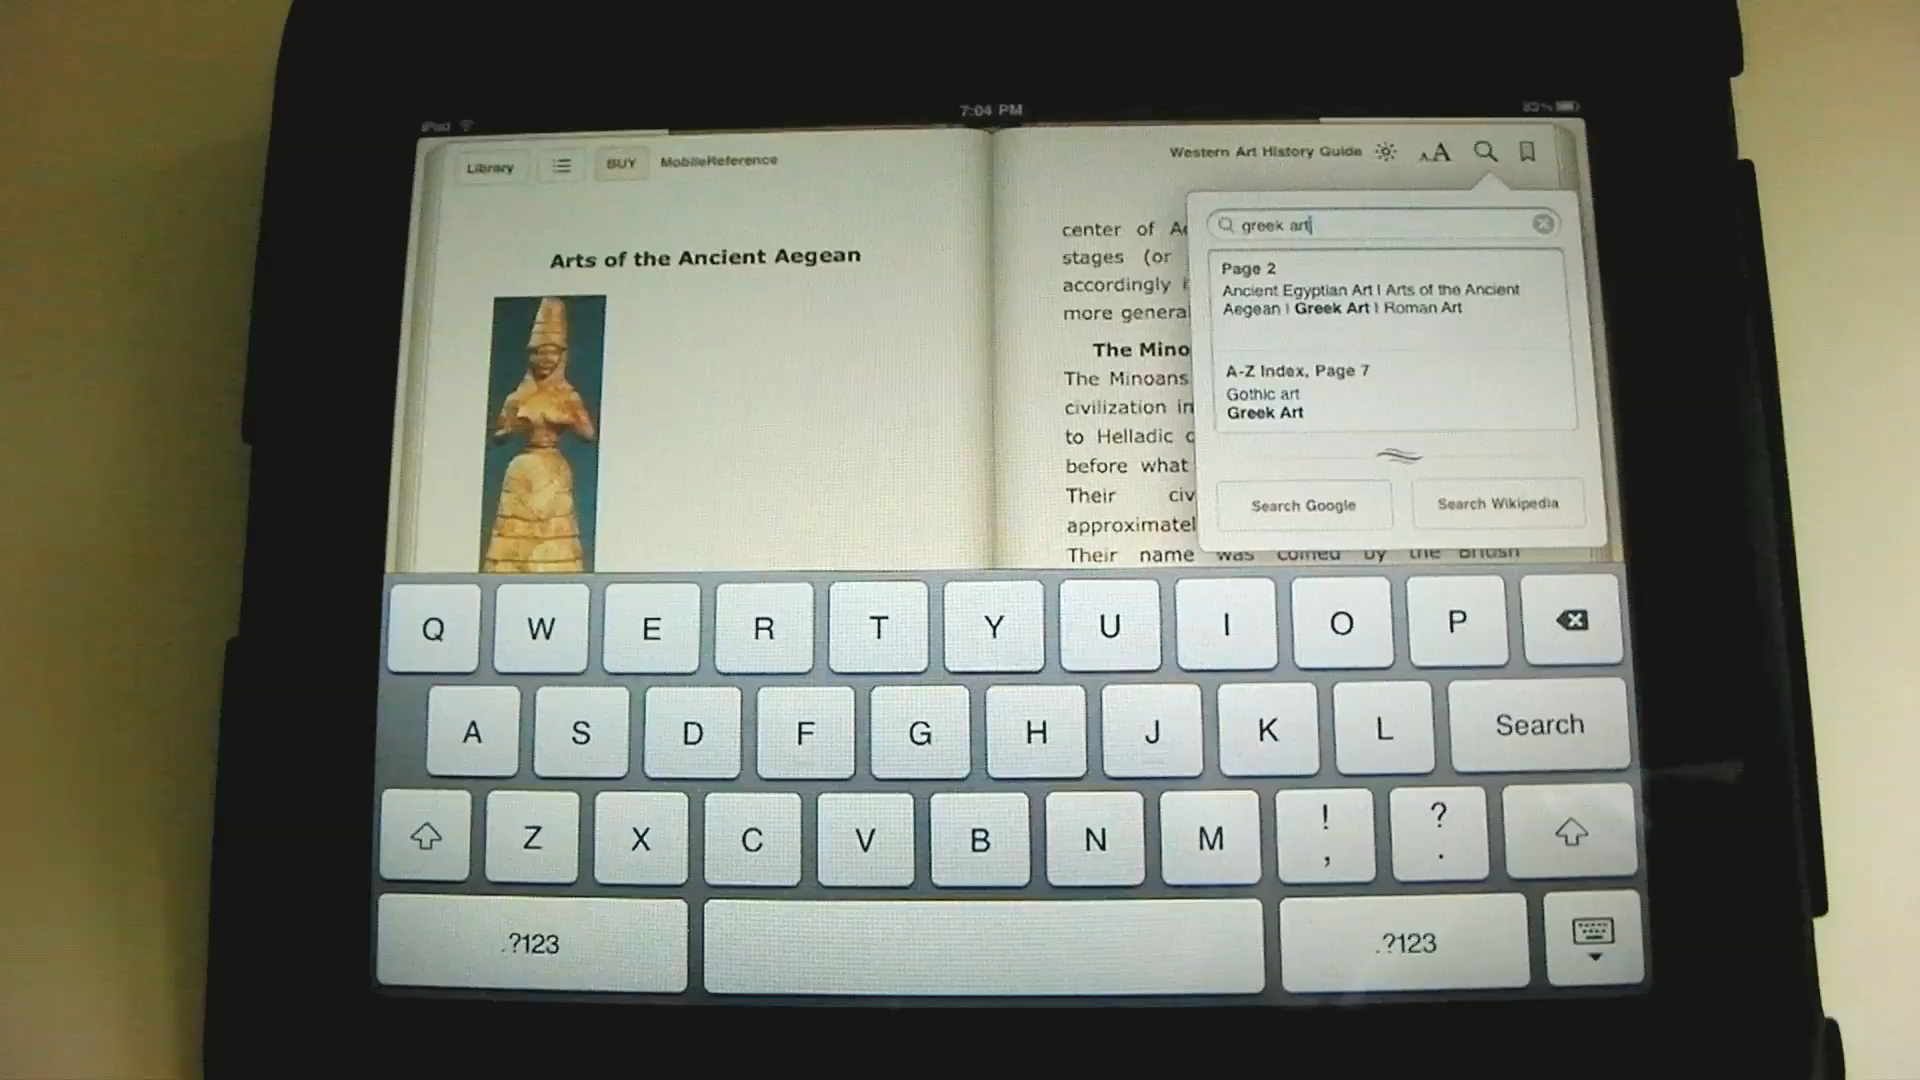 iPad
7:04 PM
Library
BUY
MobileReference
Western Art History Guide
AA
Arts of the Ancient Aegean
center of
stages (or
accordingly
more genera
The Mino
The Minoans
civilization in
to Helladic
before what
Their civ
approximatel
Their name was coined by the British
greek art
Page 2
Ancient Egyptian Art | Arts of the Ancient
Aegean | Greek Art | Roman Art
A-Z Index, Page 7
Gothic art
Greek Art
Search Google
Search Wikipedia
Q W E R T Y U I O P
A S D F G H J K L Search
Z X C V B N M ! , ? .
.?123 .?123